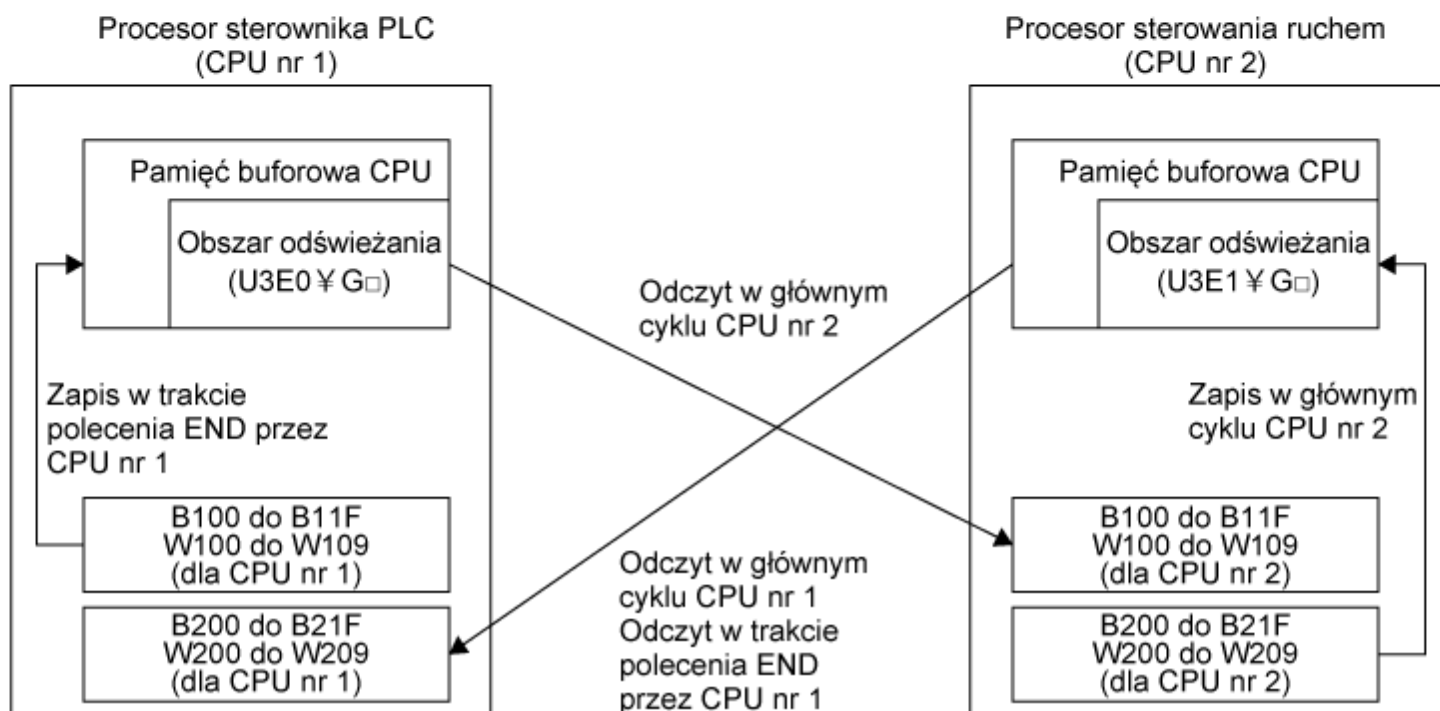 Procesor sterownika PLC
(CPU nr 1)
Procesor sterowania ruchem
(CPU nr 2)
Pamięć buforowa CPU
Obszar odświeżania
(U3E0 ¥ G□)
Pamięć buforowa CPU
Obszar odświeżania
(U3E1 ¥ G□)
Odczyt w głównym
cyklu CPU nr 2
Zapis w trakcie
polecenia END przez
CPU nr 1
Zapis w głównym
cyklu CPU nr 2
B100 do B11F
W100 do W109
(dla CPU nr 1)
B200 do B21F
W200 do W209
(dla CPU nr 1)
Odczyt w głównym
cyklu CPU nr 1
Odczyt w trakcie
polecenia END
przez CPU nr 1
B100 do B11F
W100 do W109
(dla CPU nr 2)
B200 do B21F
W200 do W209
(dla CPU nr 2)